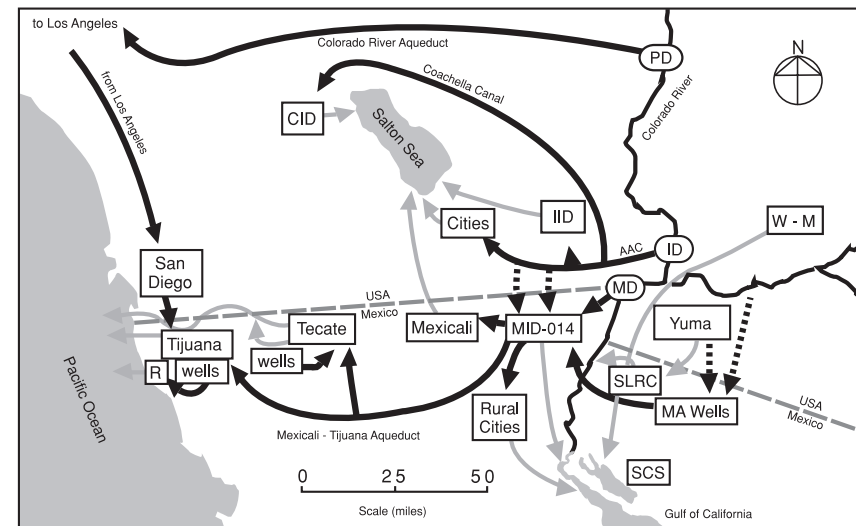 to Los Angeles
Colorado River Aqueduct
PD
N
from Los Angeles
Coachella Canal
Colorado River
CID
Salton Sea
IID
Cities
W - M
AAC
ID
San
Diego
MD
USA
Mexico
Tecate
Mexicali
MID-014
Yuma
Tijuana
wells
R
wells
SLRC
Pacific Ocean
Rural
Cities
MA Wells
USA
Mexico
Mexicali - Tijuana Aqueduct
0 25 50
Scale (miles)
SCS
Gulf of California